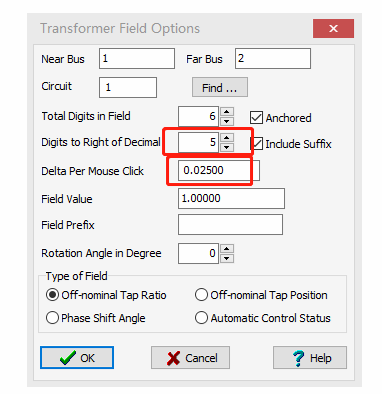 Transformer Field Options
Near Bus 1 Far Bus 2
Circuit 1 Find ...
Total Digits in Field 6 Anchored
Digits to Right of Decimal 5 Include Suffix
Delta Per Mouse Click 0.02500
Field Value 1.00000
Field Prefix
Rotation Angle in Degree 0
Type of Field
Off-nominal Tap Ratio Off-nominal Tap Position
Phase Shift Angle Automatic Control Status
OK Cancel ? Help